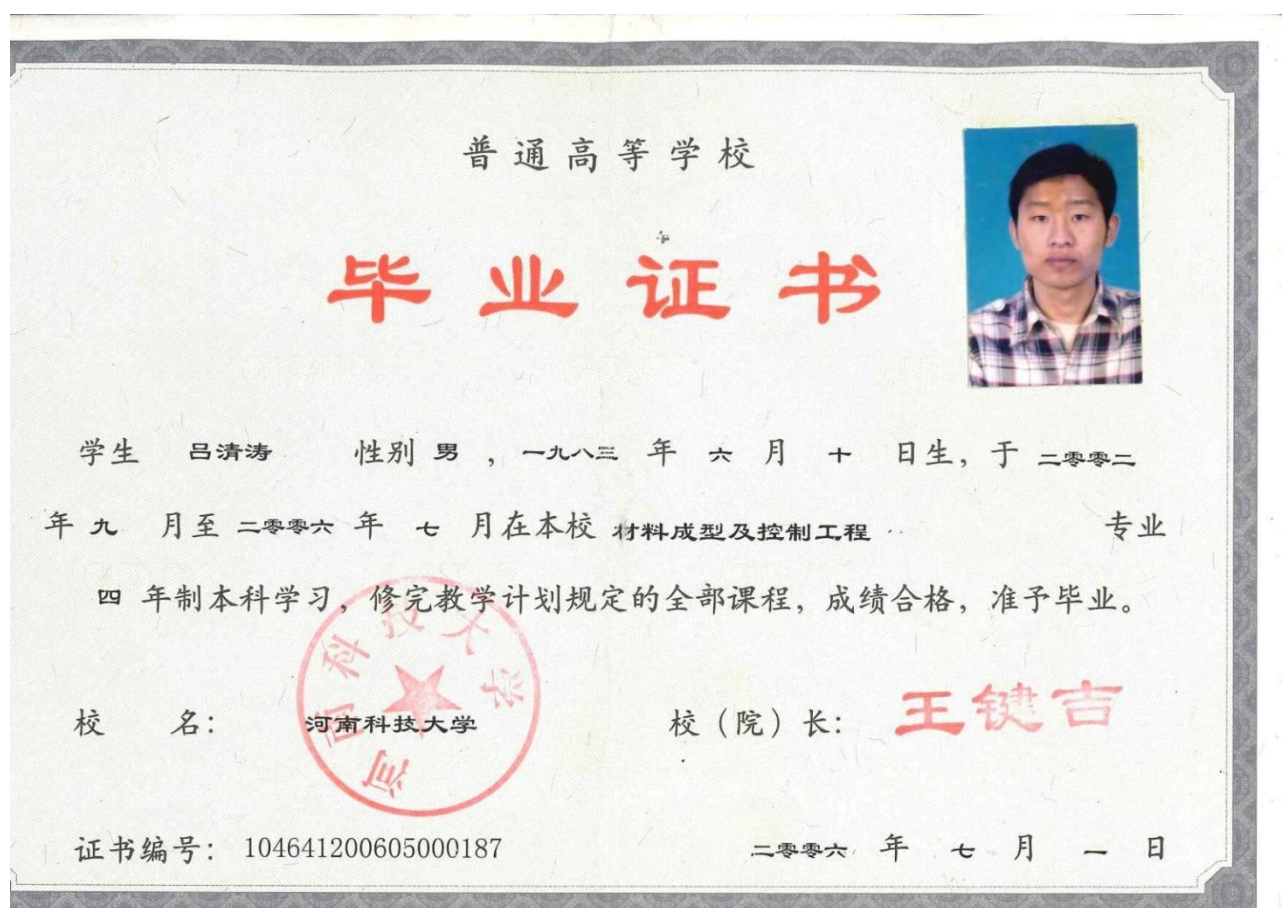 普通高等学校
毕业证书
学生 吕清涛 性别 男 ，一九八三 年 六 月 十 日生，于 二零零二
年 九 月至 二零零六 年 七 月在本校 材料成型及控制工程 专业
四 年制本科学习，修完教学计划规定的全部课程，成绩合格，准予毕业。
河南科技大学
校 名： 河南科技大学 校（院）长： 王键吉
证书编号： 104641200605000187 二零零六 年 七 月 一 日